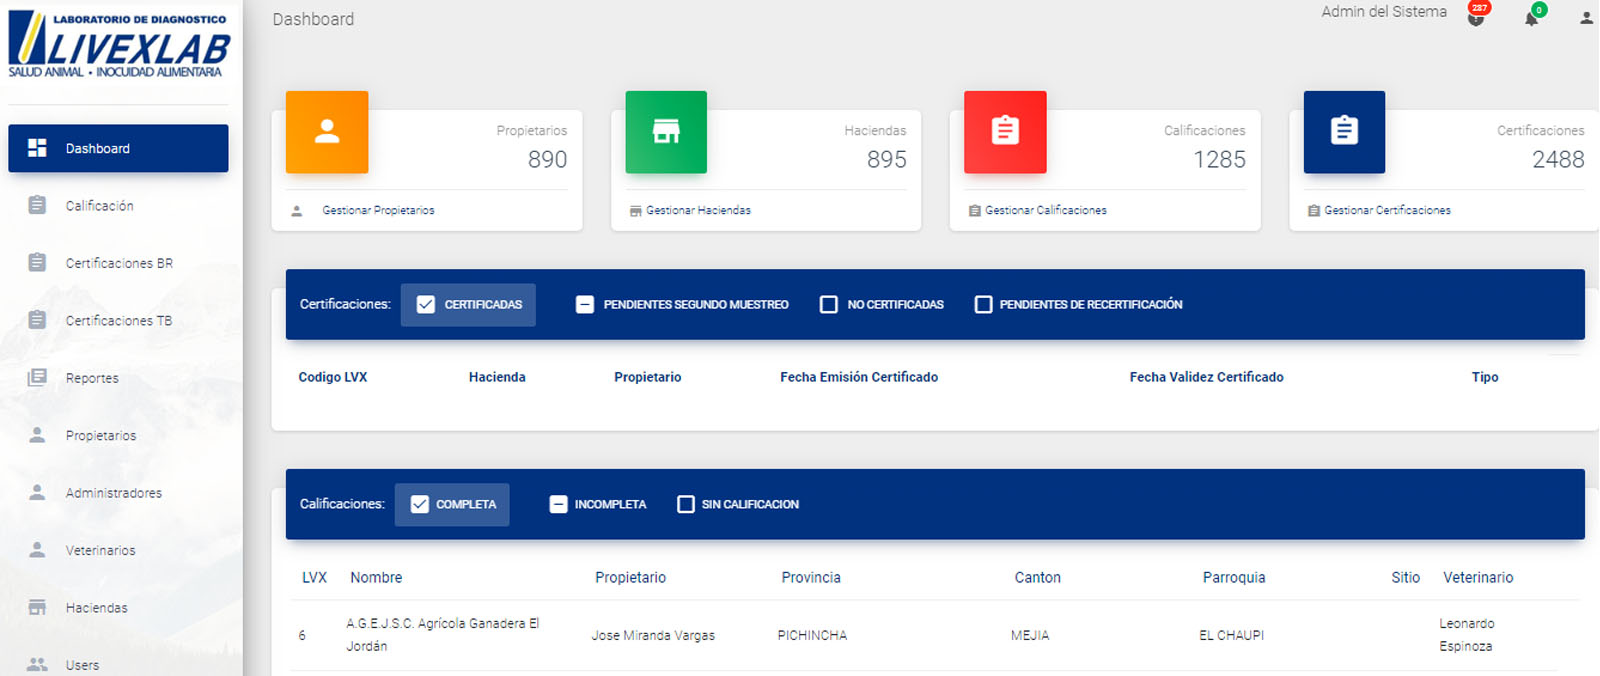 LABORATORIO DE DIAGNOSTICO
LIVEXLAB
SALUD ANIMAL • INOCUIDAD ALIMENTARIA
Dashboard
Admin del Sistema
287
0
Dashboard
Calificación
Certificaciones BR
Certificaciones TB
Reportes
Propietarios
Administradores
Veterinarios
Haciendas
Users
Propietarios
890
Gestionar Propietarios
Haciendas
895
Gestionar Haciendas
Calificaciones
1285
Gestionar Calificaciones
Certificaciones
2488
Gestionar Certificaciones
Certificaciones: CERTIFICADAS PENDIENTES SEGUNDO MUESTREO NO CERTIFICADAS PENDIENTES DE RECERTIFICACIÓN
Codigo LVX Hacienda Propietario Fecha Emisión Certificado Fecha Validez Certificado Tipo
Calificaciones: COMPLETA INCOMPLETA SIN CALIFICACION
LVX Nombre Propietario Provincia Canton Parroquia Sitio Veterinario
6 A.G.E.J.S.C. Agrícola Ganadera El
Jordán Jose Miranda Vargas PICHINCHA MEJIA EL CHAUPI Leonardo
Espinoza